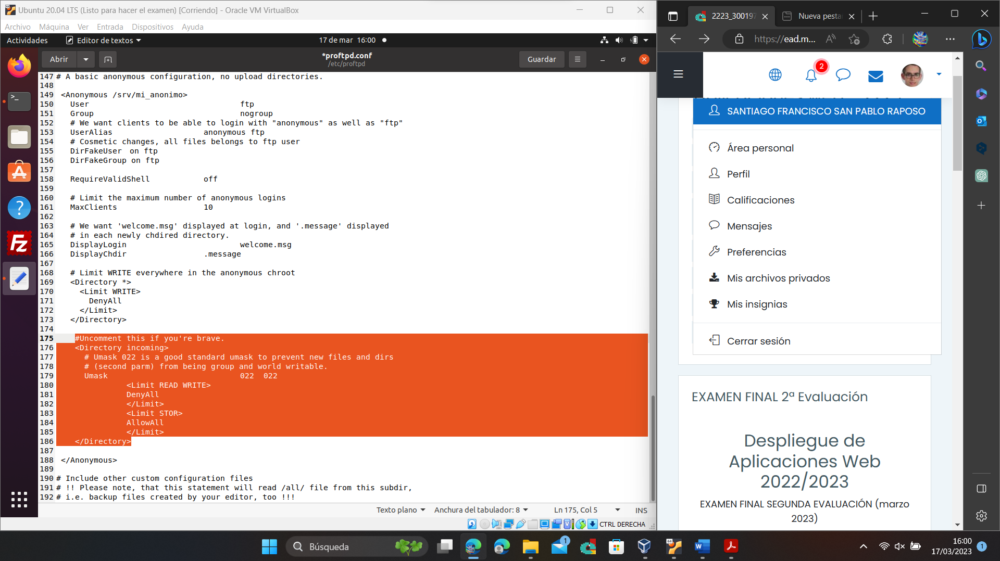 Ubuntu 20.04 LTS (Listo para hacer el examen) [Corriendo] - Oracle VM VirtualBox
Archivo Máquina Ver Entrada Dispositivos Ayuda
Actividades Editor de textos 17 de mar 16:00
Abrir *proftpd.conf Guardar
/etc/proftpd
147 # A basic anonymous configuration, no upload directories.
148
149 <Anonymous /srv/mi_anonimo>
150 User ftp
151 Group nogroup
152 # We want clients to be able to login with "anonymous" as well as "ftp"
153 UserAlias anonymous ftp
154 # Cosmetic changes, all files belongs to ftp user
155 DirFakeUser on ftp
156 DirFakeGroup on ftp
157
158 RequireValidShell off
159
160 # Limit the maximum number of anonymous logins
161 MaxClients 10
162
163 # We want 'welcome.msg' displayed at login, and '.message' displayed
164 # in each newly chdired directory.
165 DisplayLogin welcome.msg
166 DisplayChdir .message
167
168 # Limit WRITE everywhere in the anonymous chroot
169 <Directory *>
170 <Limit WRITE>
171 DenyAll
172 </Limit>
173 </Directory>
174
175 #Uncomment this if you're brave.
176 <Directory incoming>
177 # Umask 022 is a good standard umask to prevent new files and dirs
178 # (second parm) from being group and world writable.
179 Umask 022 022
180 <Limit READ WRITE>
181 DenyAll
182 </Limit>
183 <Limit STOR>
184 AllowAll
185 </Limit>
186 </Directory>
187
188 </Anonymous>
189
190 # Include other custom configuration files
191 # !! Please note, that this statement will read /all/ file from this subdir,
192 # i.e. backup files created by your editor, too !!!
Texto plano Anchura del tabulador: 8 Ln 175, Col 5 INS
CTRL DERECHA
2223_300197 Nueva pesta
https://ead.m...
2
SANTIAGO FRANCISCO SAN PABLO RAPOSO
Área personal
Perfil
Calificaciones
Mensajes
Preferencias
Mis archivos privados
Mis insignias
Cerrar sesión
EXAMEN FINAL 2ª Evaluación
Despliegue de
Aplicaciones Web
2022/2023
EXAMEN FINAL SEGUNDA EVALUACIÓN (marzo
2023)
Búsqueda
1
64
16:00
17/03/2023
1